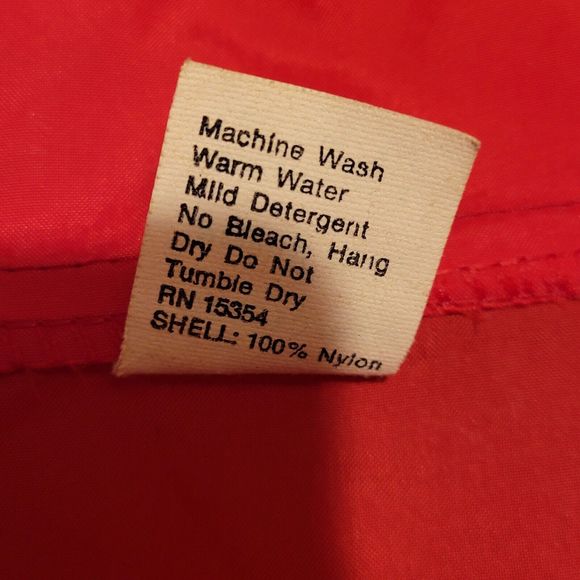 Machine Wash
Warm Water
Mild Detergent
No Bleach, Hang
Dry Do Not
Tumble Dry
RN 15354
SHELL: 100% Nylon